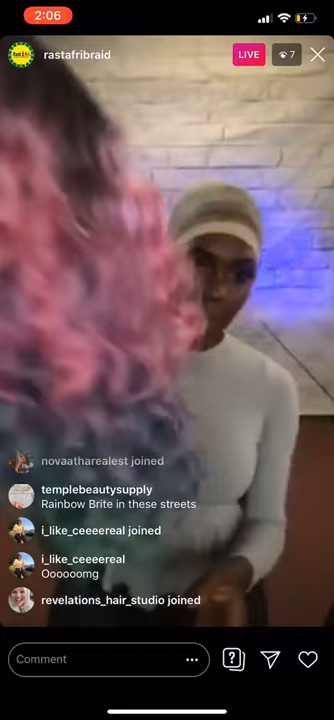 2:06
rastafribraid
LIVE
7
novaatharealest joined
templebeautysupply
Rainbow Brite in these streets
i_like_ceeeereal joined
i_like_ceeeereal
Oooooomg
revelations_hair_studio joined
Comment